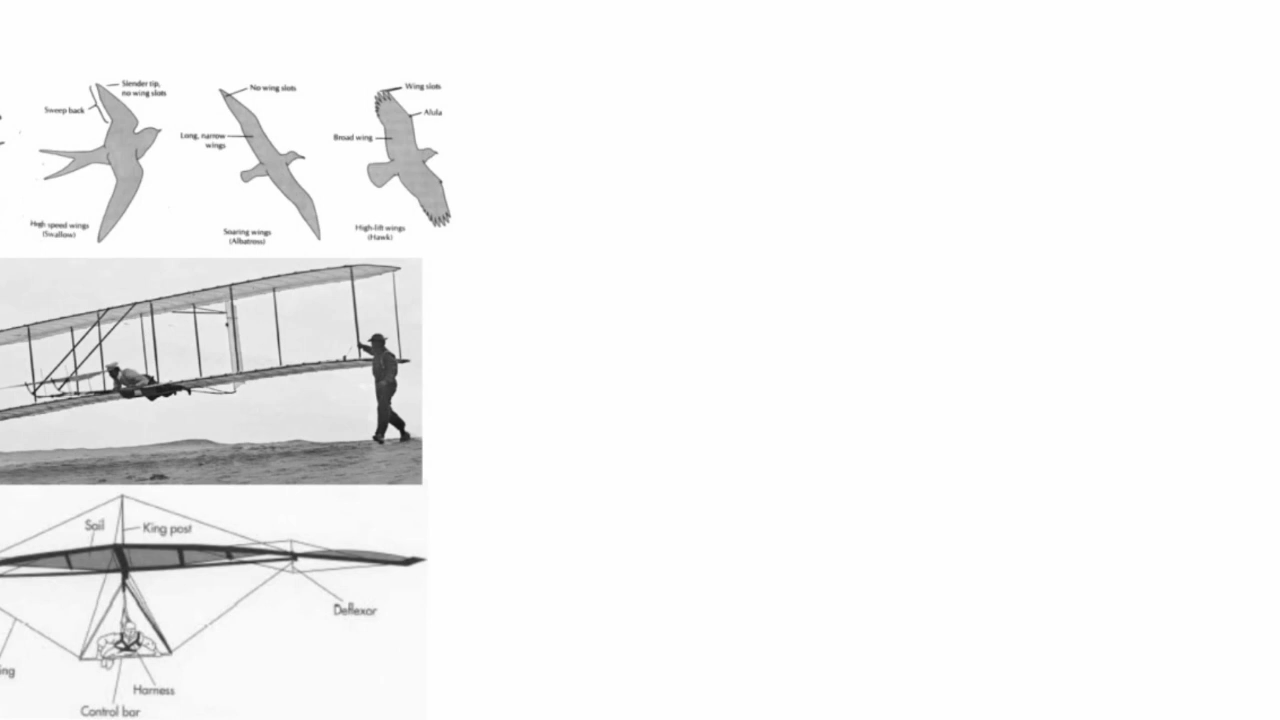 Slender tip,
no wing slots
Sweep back
High speed wings
(Swallow)
No wing slots
Long, narrow
wings
Soaring wings
(Albatross)
Wing slots
Alula
Broad wing
High-lift wings
(Hawk)
Sail
King post
Deflexor
ing
Harness
Control bar